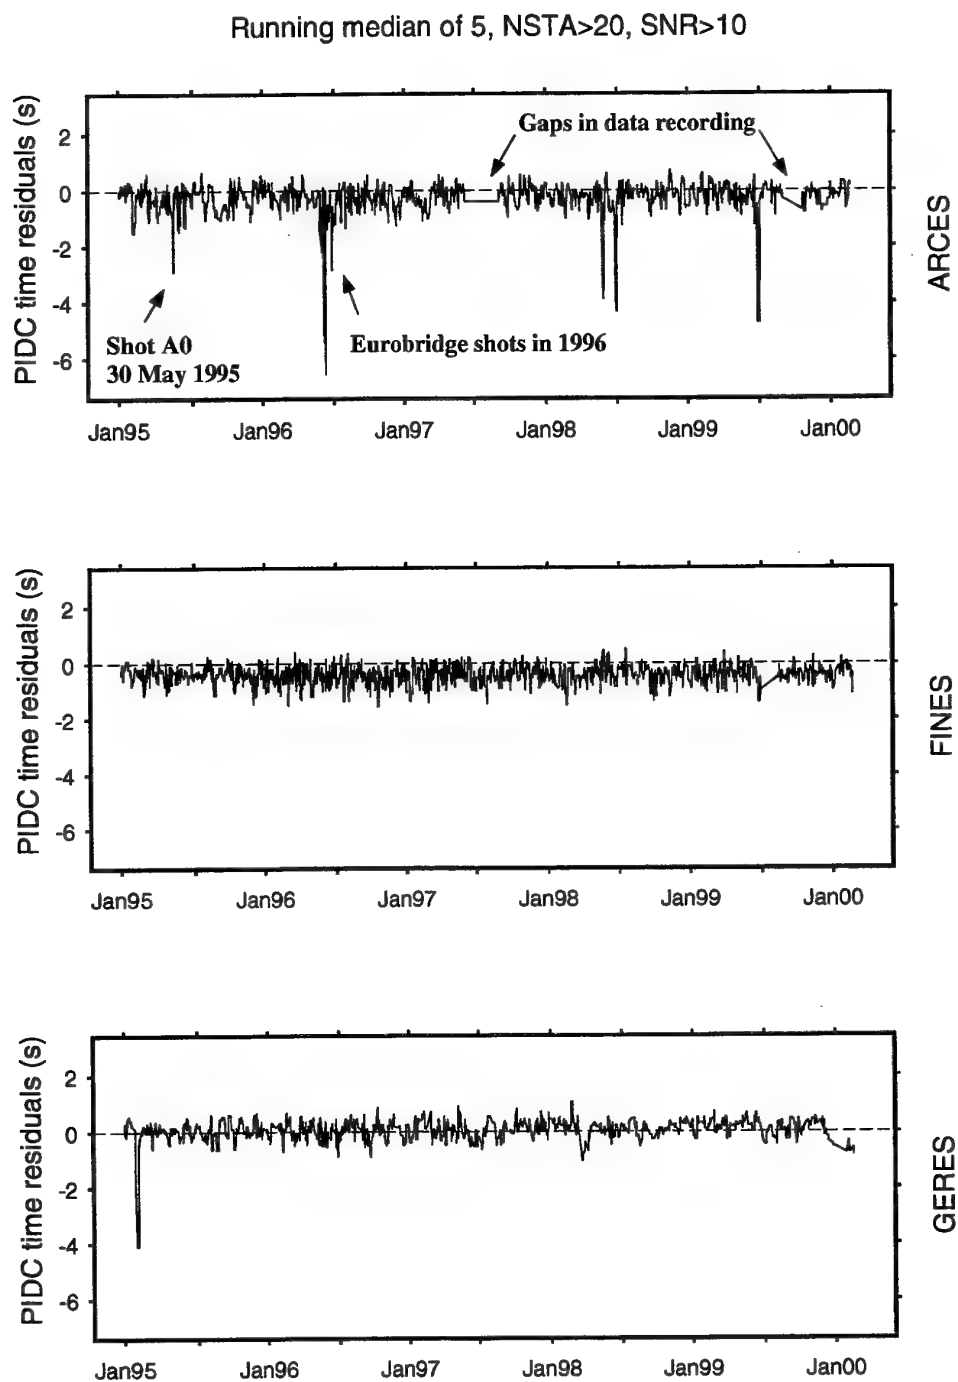 Running median of 5, NSTA>20, SNR>10
PIDC time residuals (s)
2
0
-2
-4
-6
Gaps in data recording
Shot A0
30 May 1995
Eurobridge shots in 1996
ARCES
Jan95 Jan96 Jan97 Jan98 Jan99 Jan00
PIDC time residuals (s)
2
0
-2
-4
-6
FINES
Jan95 Jan96 Jan97 Jan98 Jan99 Jan00
PIDC time residuals (s)
2
0
-2
-4
-6
GERES
Jan95 Jan96 Jan97 Jan98 Jan99 Jan00